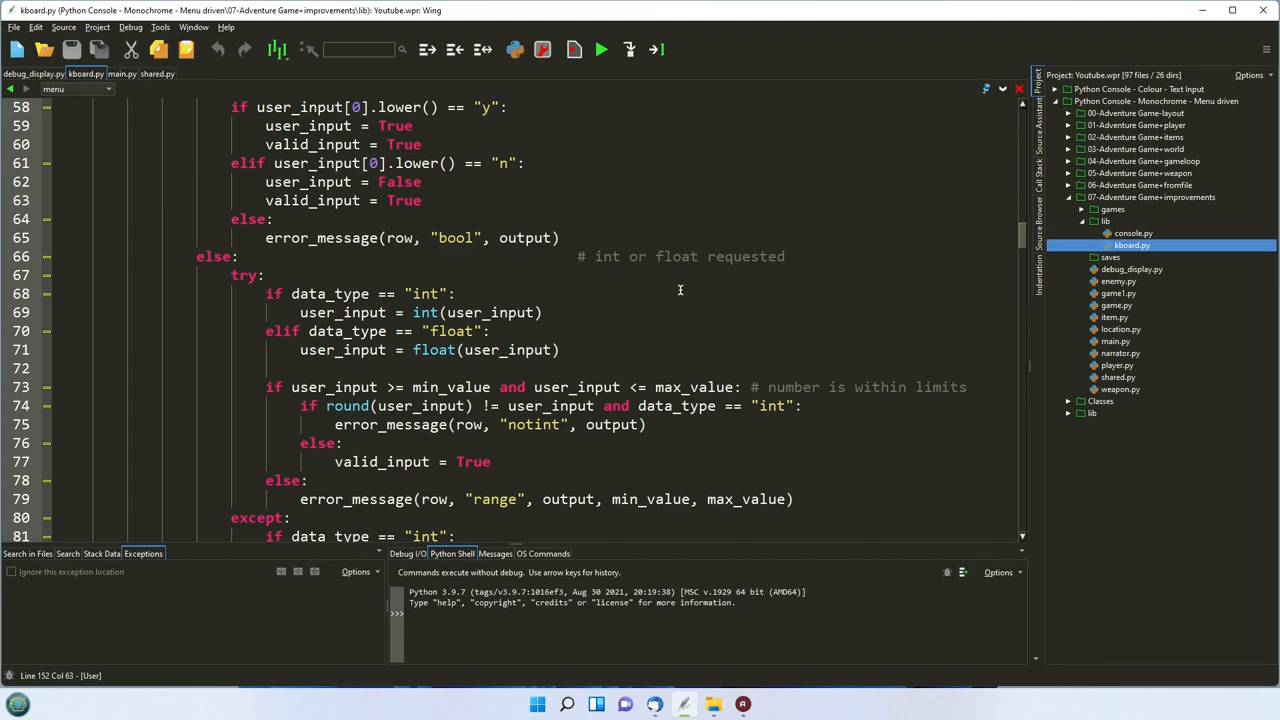 kboard.py (Python Console - Monochrome - Menu driven\07-Adventure Game+improvements\lib): Youtube.wpr: Wing
File Edit Source Project Debug Tools Window Help
debug_display.py kboard.py main.py shared.py
menu
58 if user_input[0].lower() == "y":
59 user_input = True
60 valid_input = True
61 elif user_input[0].lower() == "n":
62 user_input = False
63 valid_input = True
64 else:
65 error_message(row, "bool", output)
66 else: # int or float requested
67 try:
68 if data_type == "int":
69 user_input = int(user_input)
70 elif data_type == "float":
71 user_input = float(user_input)
72
73 if user_input >= min_value and user_input <= max_value: # number is within limits
74 if round(user_input) != user_input and data_type == "int":
75 error_message(row, "notint", output)
76 else:
77 valid_input = True
78 else:
79 error_message(row, "range", output, min_value, max_value)
80 except:
81 if data_type == "int":
Project
Source Assistant
Call Stack
Source Browser
Indentation
Project: Youtube.wpr [97 files / 26 dirs] Options
Python Console - Colour - Text Input
Python Console - Monochrome - Menu driven
00-Adventure Game-layout
01-Adventure Game+player
02-Adventure Game+items
03-Adventure Game+world
04-Adventure Game+gameloop
05-Adventure Game+weapon
06-Adventure Game+fromfile
07-Adventure Game+improvements
games
lib
console.py
kboard.py
saves
debug_display.py
enemy.py
game1.py
game.py
item.py
location.py
main.py
narrator.py
player.py
shared.py
weapon.py
Classes
lib
Search in Files Search Stack Data Exceptions
Ignore this exception location Options
Debug I/O Python Shell Messages OS Commands
Commands execute without debug. Use arrow keys for history. Options
Python 3.9.7 (tags/v3.9.7:1016ef3, Aug 30 2021, 20:19:38) [MSC v.1929 64 bit (AMD64)]
Type "help", "copyright", "credits" or "license" for more information.
>>>
Line 152 Col 63 - [User]